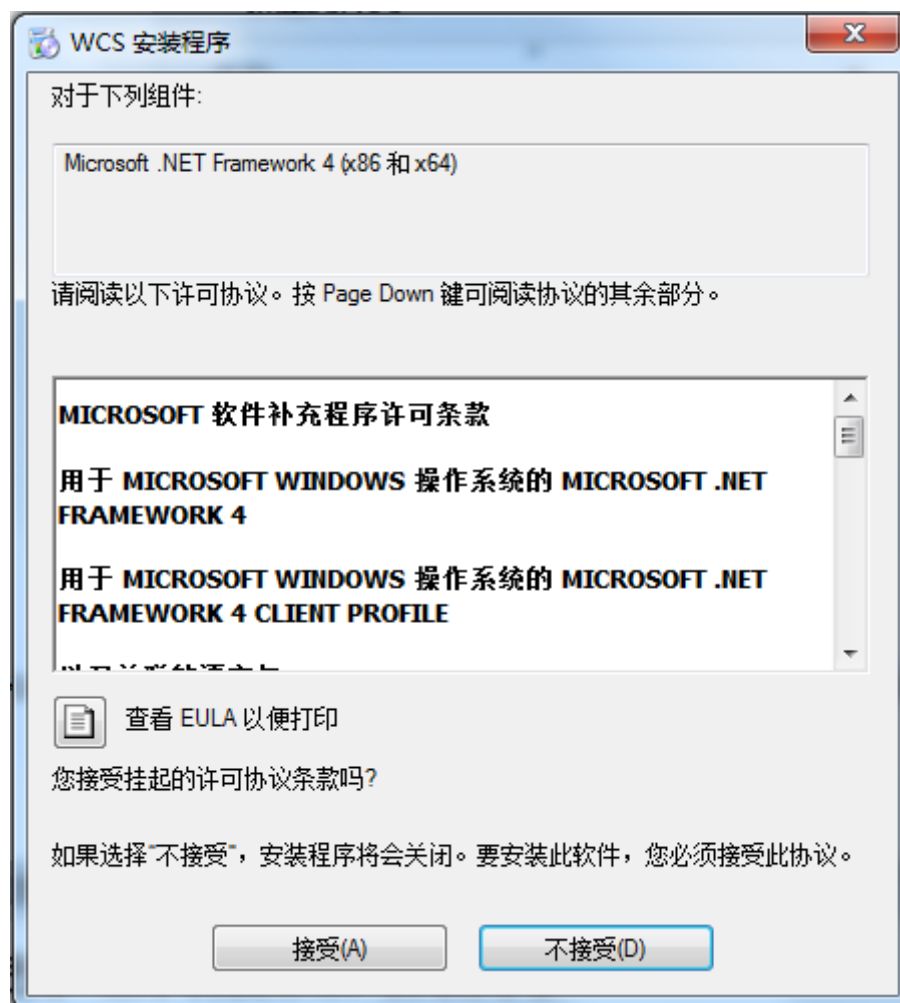 WCS 安装程序
对于下列组件:
Microsoft .NET Framework 4 (x86 和 x64)
请阅读以下许可协议。按 Page Down 键可阅读协议的其余部分。
MICROSOFT 软件补充程序许可条款
用于 MICROSOFT WINDOWS 操作系统的 MICROSOFT .NET
FRAMEWORK 4
用于 MICROSOFT WINDOWS 操作系统的 MICROSOFT .NET
FRAMEWORK 4 CLIENT PROFILE
查看 EULA 以便打印
您接受挂起的许可协议条款吗?
如果选择“不接受”，安装程序将会关闭。要安装此软件，您必须接受此协议。
接受(A)
不接受(D)